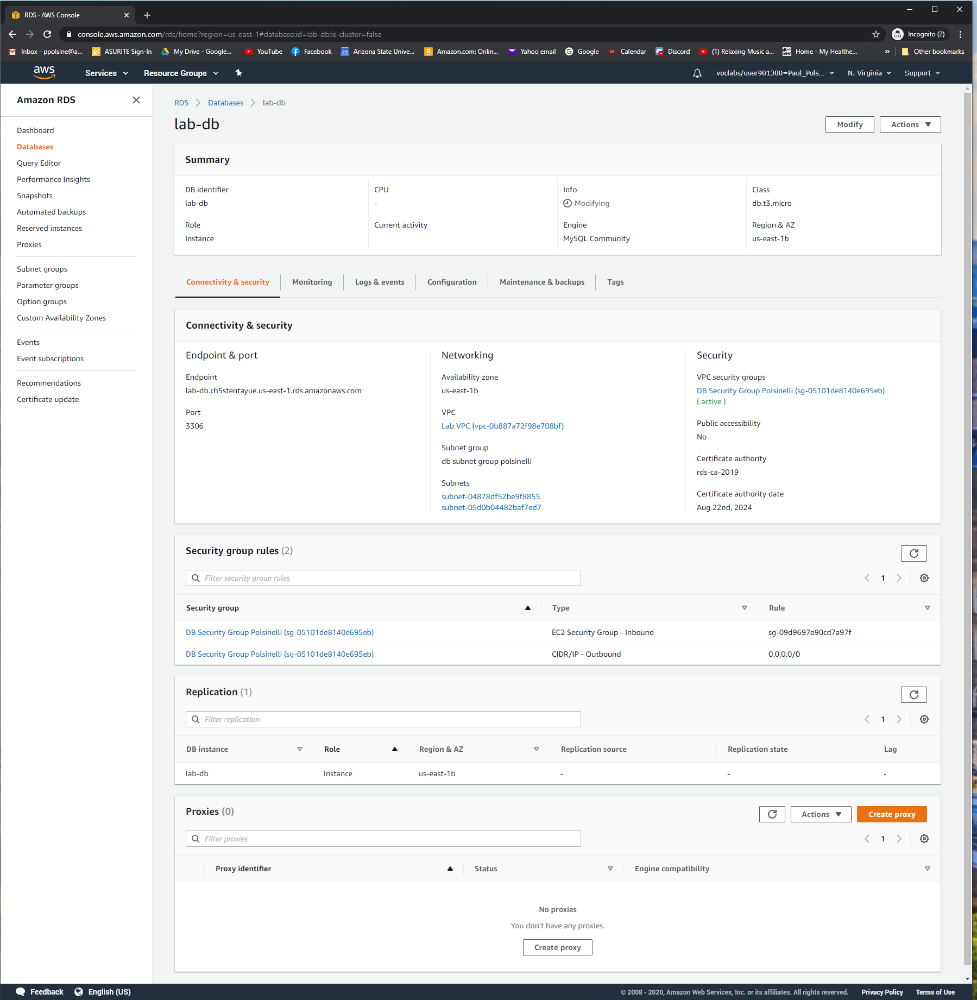 RDS · AWS Console
console.aws.amazon.com/rds/home?region=us-east-1#database:id=lab-db;is-cluster=false
Incognito (2)
Inbox - ppolsine@a...
ASURITE Sign-In
My Drive - Google...
YouTube
Facebook
22
Arizona State Unive...
Amazon.com: Onlin...
Yahoo email
Google
Calendar
Discord
(1) Relaxing Music a...
Home - My Healthe...
Other bookmarks
aws
Services
Resource Groups
voclabs/user901300=Paul_Pols...
N. Virginia
Support
Amazon RDS
Dashboard
Databases
Query Editor
Performance Insights
Snapshots
Automated backups
Reserved instances
Proxies
Subnet groups
Parameter groups
Option groups
Custom Availability Zones
Events
Event subscriptions
Recommendations
Certificate update
RDS > Databases > lab-db
lab-db
Modify
Actions
Summary
DB identifier
lab-db
Role
Instance
CPU
-
Current activity
Info
Modifying
Engine
MySQL Community
Class
db.t3.micro
Region & AZ
us-east-1b
Connectivity & security
Monitoring
Logs & events
Configuration
Maintenance & backups
Tags
Connectivity & security
Endpoint & port
Endpoint
lab-db.ch5stentayue.us-east-1.rds.amazonaws.com
Port
3306
Networking
Availability zone
us-east-1b
VPC
Lab VPC (vpc-0b887a72f98e708bf)
Subnet group
db subnet group polsinelli
Subnets
subnet-04878df52be9f8855
subnet-05d0b04482baf7ed7
Security
VPC security groups
DB Security Group Polsinelli (sg-05101de8140e695eb)
( active )
Public accessibility
No
Certificate authority
rds-ca-2019
Certificate authority date
Aug 22nd, 2024
Security group rules (2)
Filter security group rules
1
Security group Type Rule
DB Security Group Polsinelli (sg-05101de8140e695eb) EC2 Security Group - Inbound sg-09d9697e90cd7a97f
DB Security Group Polsinelli (sg-05101de8140e695eb) CIDR/IP - Outbound 0.0.0.0/0
Replication (1)
Filter replication
1
DB instance Role Region & AZ Replication source Replication state Lag
lab-db Instance us-east-1b - - -
Proxies (0)
Actions
Create proxy
Filter proxies
1
Proxy identifier Status Engine compatibility
No proxies
You don't have any proxies.
Create proxy
Feedback
English (US)
© 2008 - 2020, Amazon Web Services, Inc. or its affiliates. All rights reserved.
Privacy Policy
Terms of Use